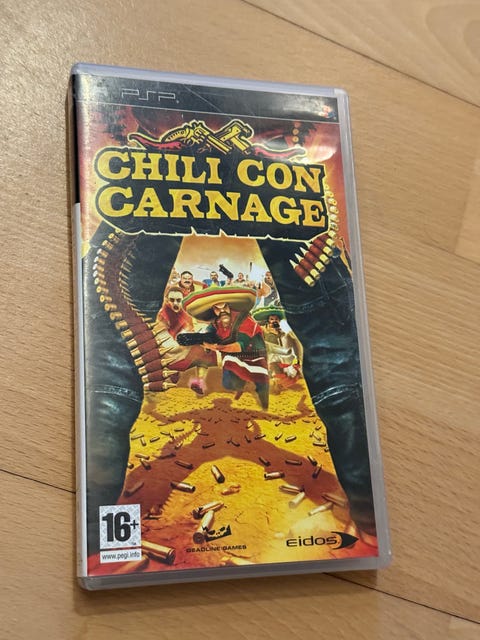 PSP
CHILI CON
CARNAGE
16+
www.pegi.info
DEADLINE GAMES
eidos